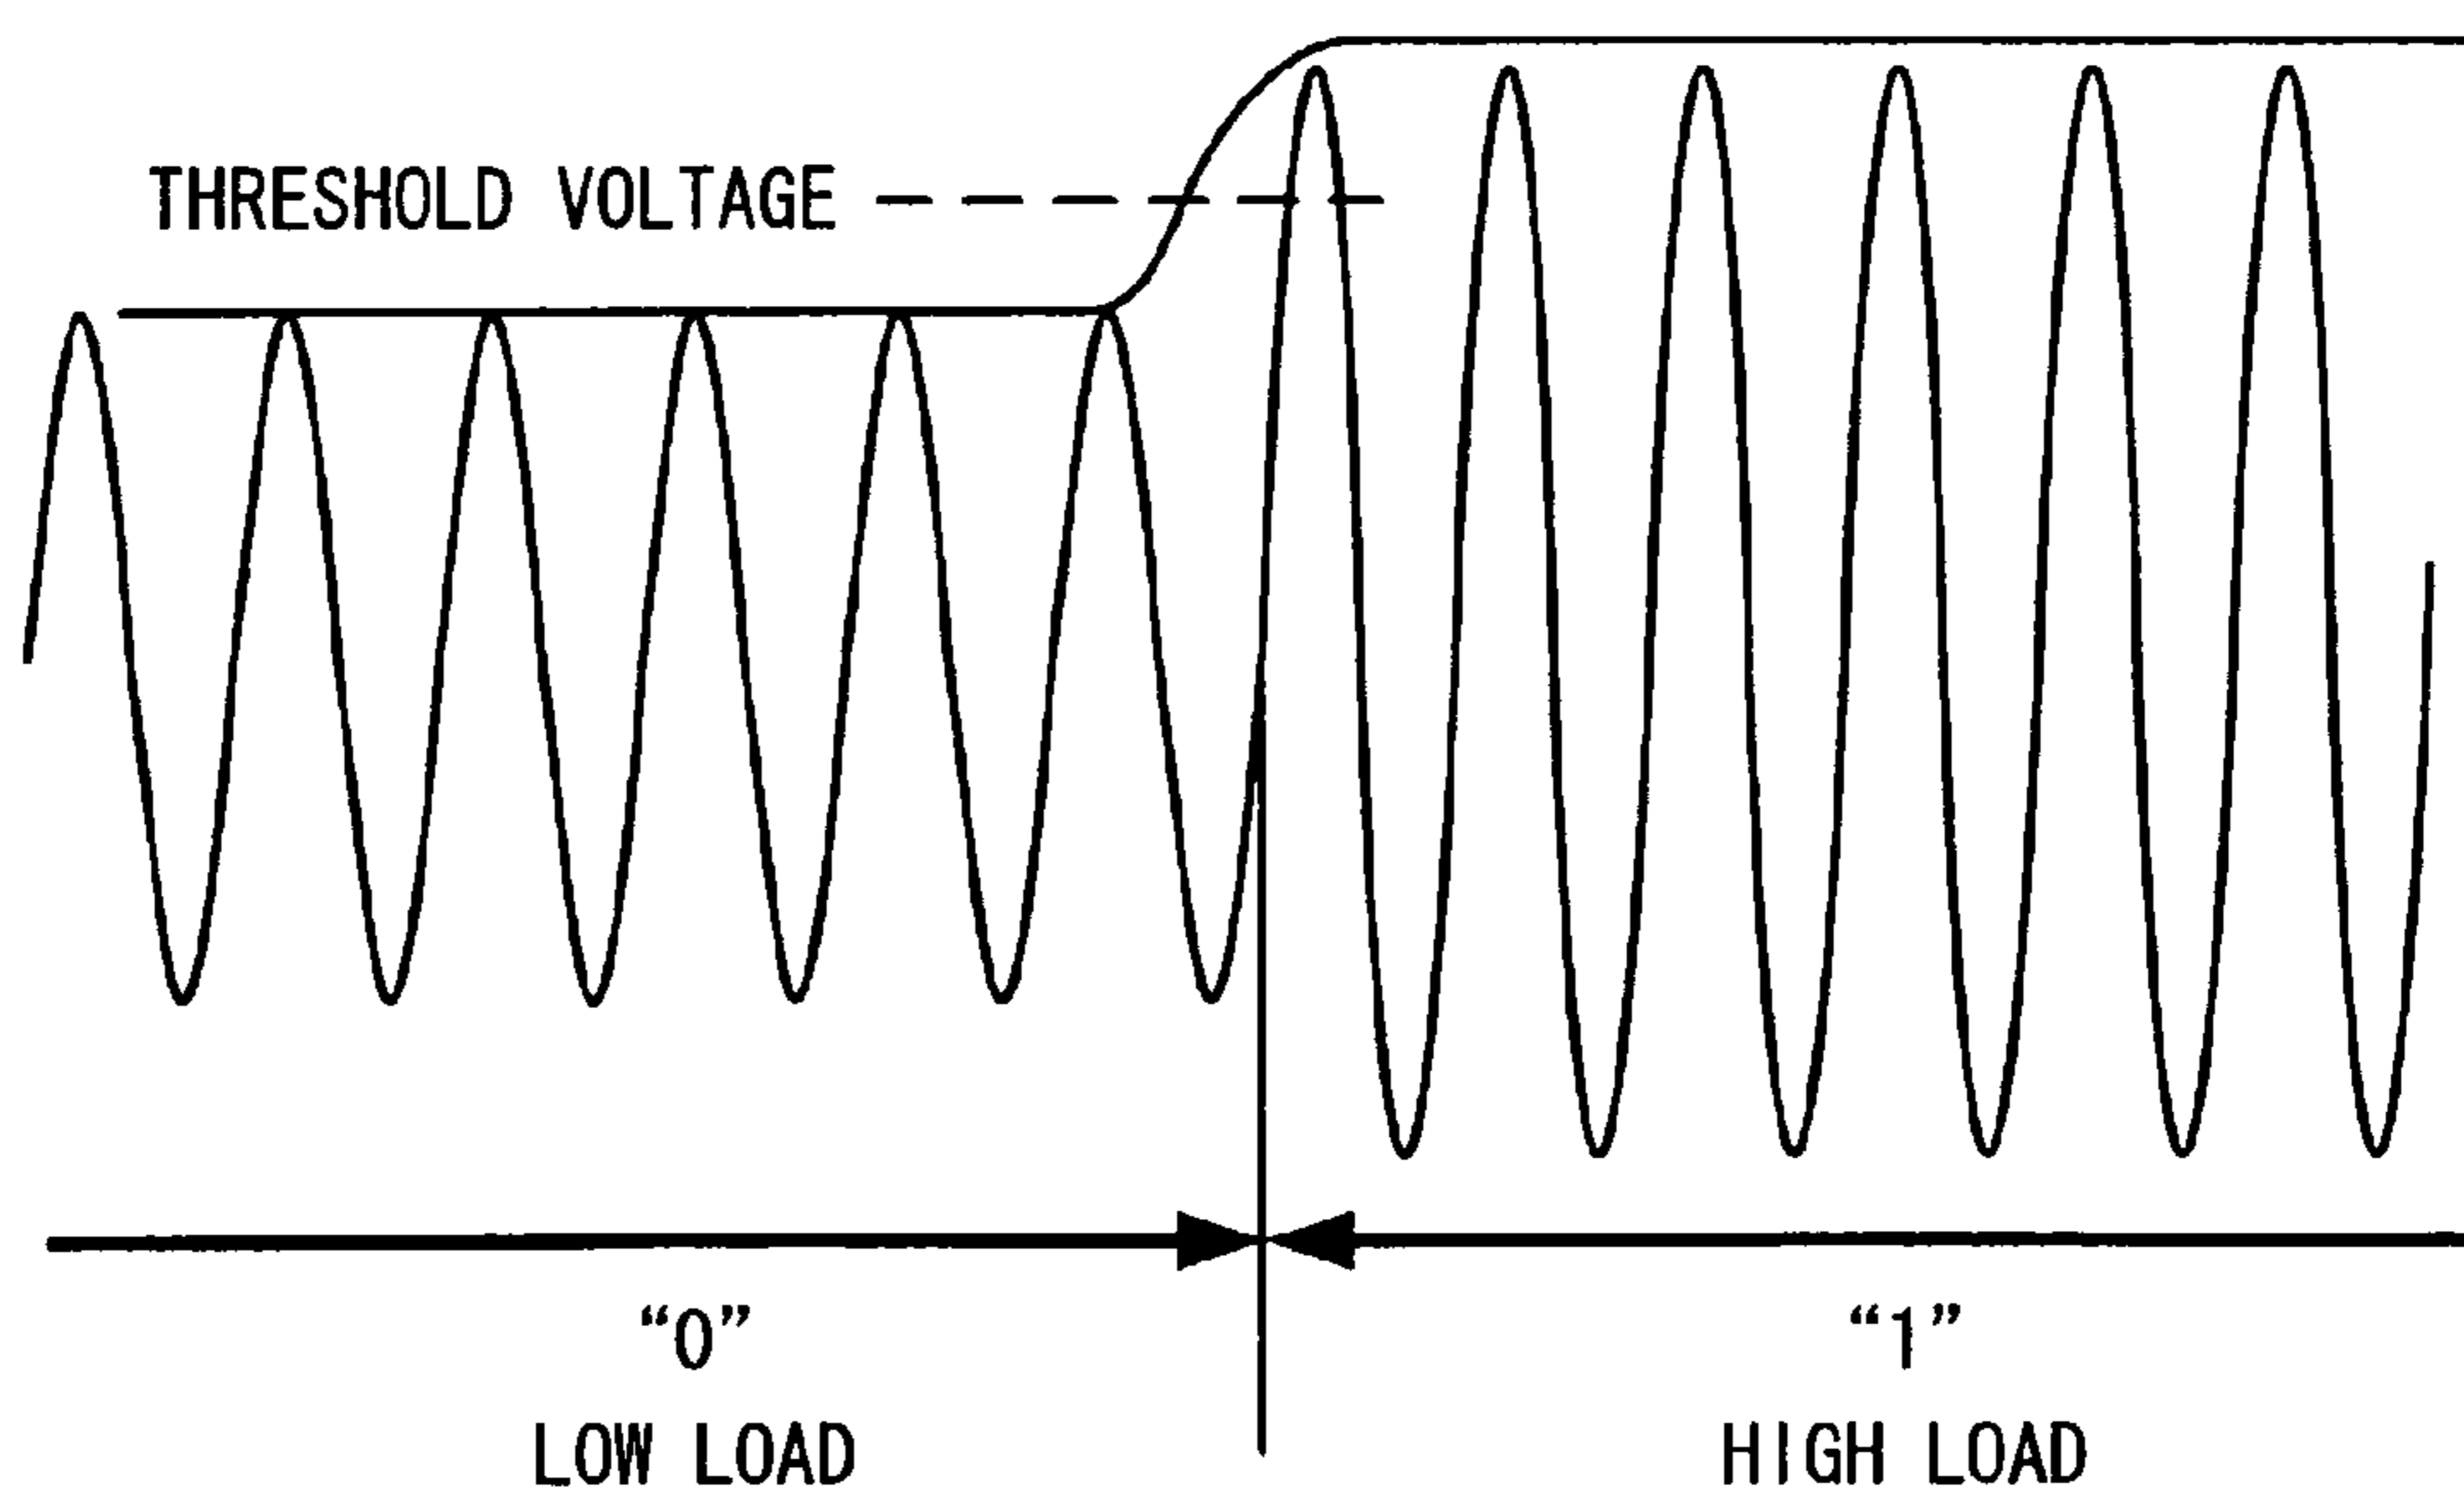 THRESHOLD VOLTAGE
“0”
LOW LOAD
“1”
HIGH LOAD